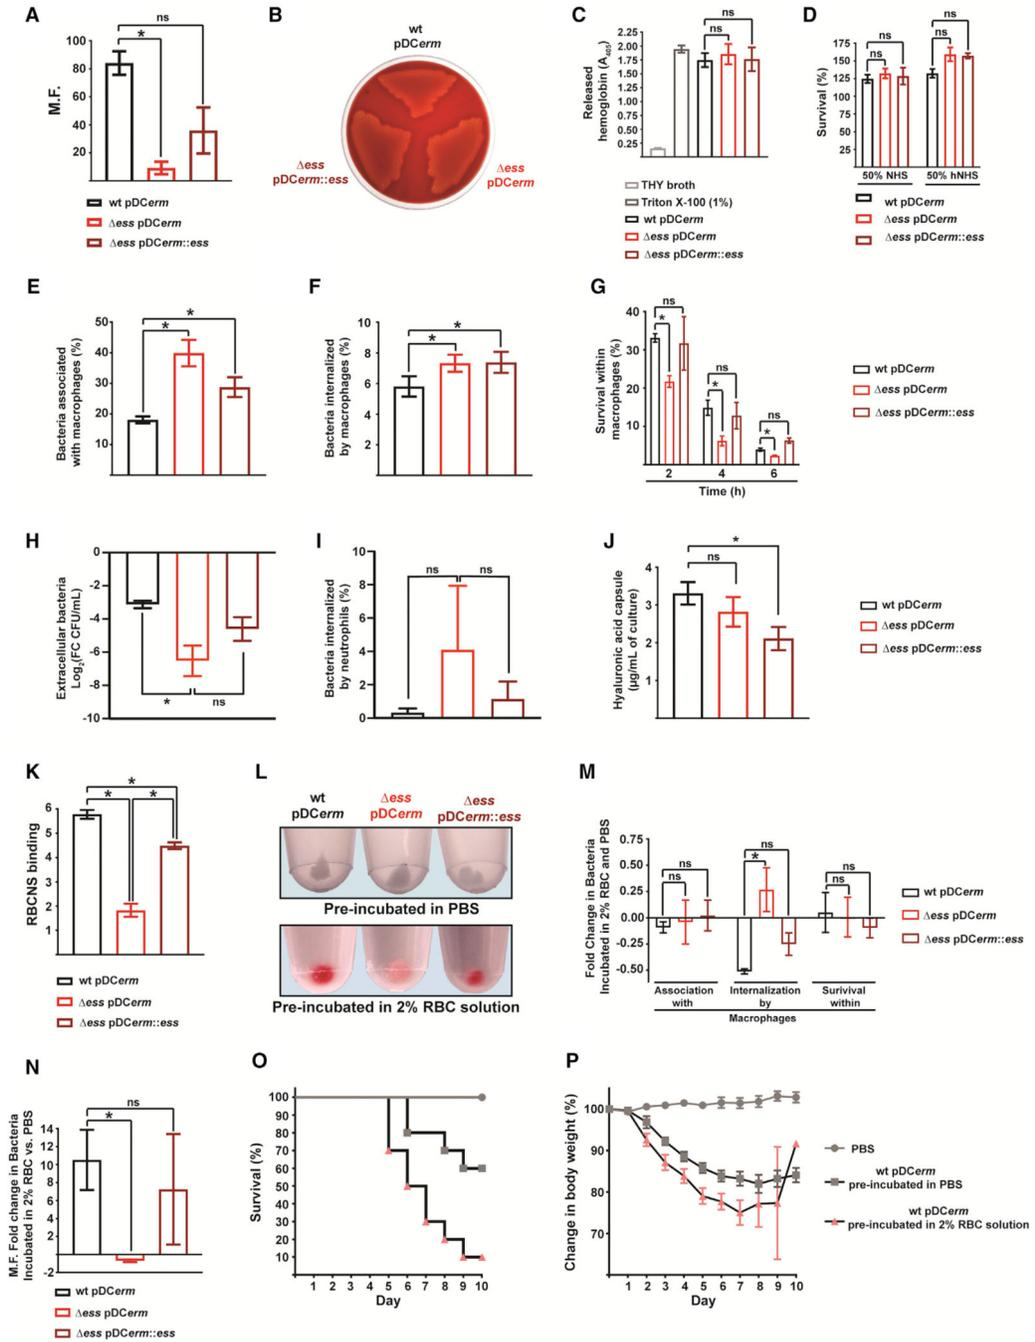 A
ns
*
100
80
60
40
20
M.F.
wt pDCerm
Δess pDCerm
Δess pDCerm::ess
B
wt
pDCerm
Δess
pDCerm::ess
Δess
pDCerm
C
ns
ns
2.25
2.00
1.75
1.50
1.25
1.00
0.75
0.50
0.25
Released
hemoglobin (A405)
THY broth
Triton X-100 (1%)
wt pDCerm
Δess pDCerm
Δess pDCerm::ess
D
ns
ns
ns
ns
175
150
125
100
75
50
25
Survival (%)
50% NHS
50% hNHS
wt pDCerm
Δess pDCerm
Δess pDCerm::ess
E
*
*
50
40
30
20
10
Bacteria associated
with macrophages (%)
F
*
*
10
8
6
4
2
Bacteria internalized
by macrophages (%)
G
ns
*
ns
*
ns
*
40
30
20
10
Survival within
macrophages (%)
2 4 6
Time (h)
wt pDCerm
Δess pDCerm
Δess pDCerm::ess
H
0
-2
-4
-6
-8
-10
Extracellular bacteria
Log2(FC CFU/mL)
* ns
I
ns ns
10
8
6
4
2
0
Bacteria internalized
by neutrophils (%)
J
*
ns
4
3
2
1
Hyaluronic acid capsule
(µg/mL of culture)
wt pDCerm
Δess pDCerm
Δess pDCerm::ess
K
*
* *
6
5
4
3
2
1
RBCNS binding
wt pDCerm
Δess pDCerm
Δess pDCerm::ess
L
wt
pDCerm
Δess
pDCerm
Δess
pDCerm::ess
Pre-incubated in PBS
Pre-incubated in 2% RBC solution
M
ns
ns
ns
*
ns
ns
0.75
0.50
0.25
0.00
-0.25
-0.50
Fold Change in Bacteria
Incubated in 2% RBC and PBS
Association
with
Internalization
by
Surivival
within
Macrophages
wt pDCerm
Δess pDCerm
Δess pDCerm::ess
N
ns
*
14
12
10
8
6
4
2
-2
M.F. Fold change in Bacteria
Incubated in 2% RBC vs. PBS
wt pDCerm
Δess pDCerm
Δess pDCerm::ess
O
100
90
80
70
60
50
40
30
20
10
Survival (%)
1 2 3 4 5 6 7 8 9 10
Day
P
100
90
80
70
Change in body weight (%)
1 2 3 4 5 6 7 8 9 10
Day
PBS
wt pDCerm
pre-incubated in PBS
wt pDCerm
pre-incubated in 2% RBC solution